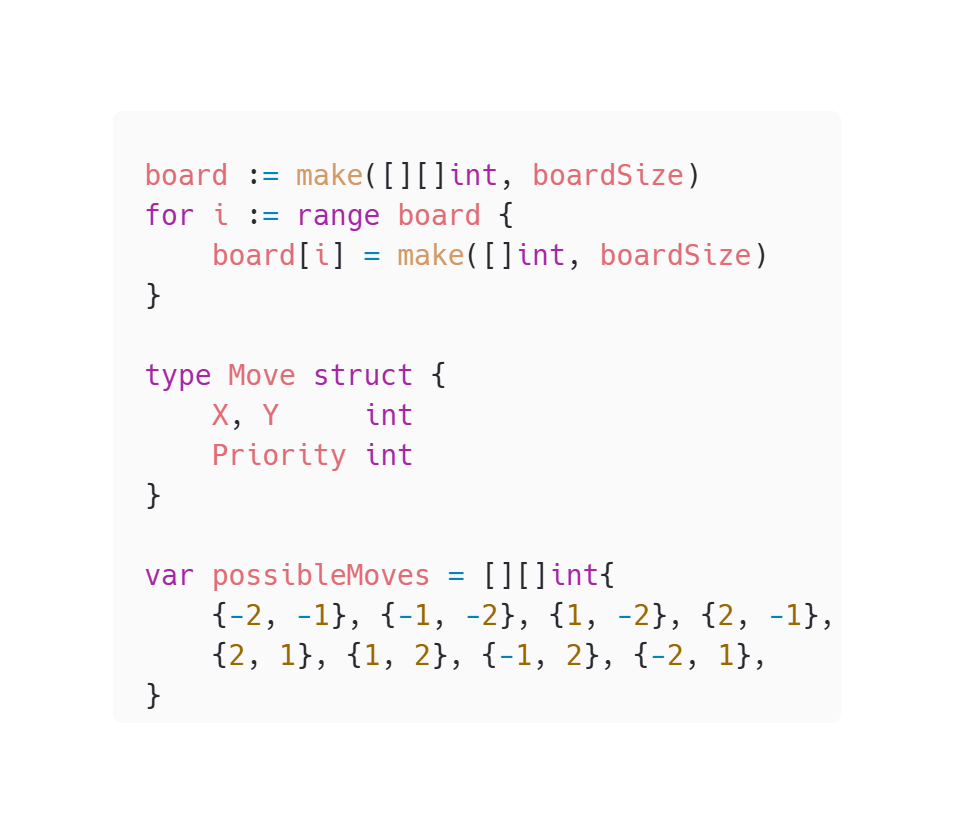 board := make([][]int, boardSize)
for i := range board {
    board[i] = make([]int, boardSize)
}

type Move struct {
    X, Y     int
    Priority int
}

var possibleMoves = [][]int{
    {-2, -1}, {-1, -2}, {1, -2}, {2, -1},
    {2, 1}, {1, 2}, {-1, 2}, {-2, 1},
}